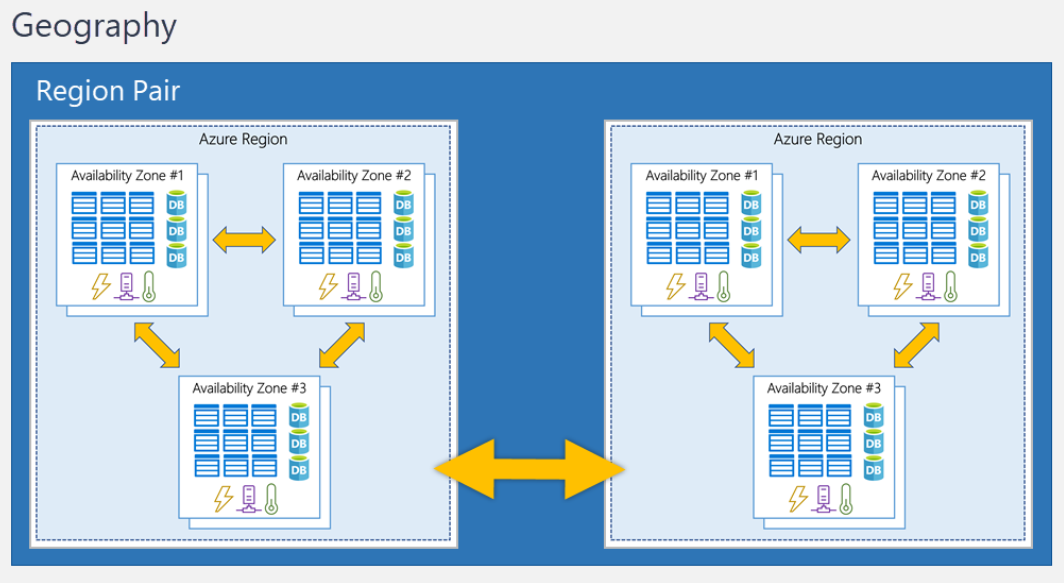 Geography
Region Pair
Azure Region
Availability Zone #1
DB
DB
DB
Availability Zone #2
DB
DB
DB
Availability Zone #3
DB
DB
DB
Azure Region
Availability Zone #1
DB
DB
DB
Availability Zone #2
DB
DB
DB
Availability Zone #3
DB
DB
DB